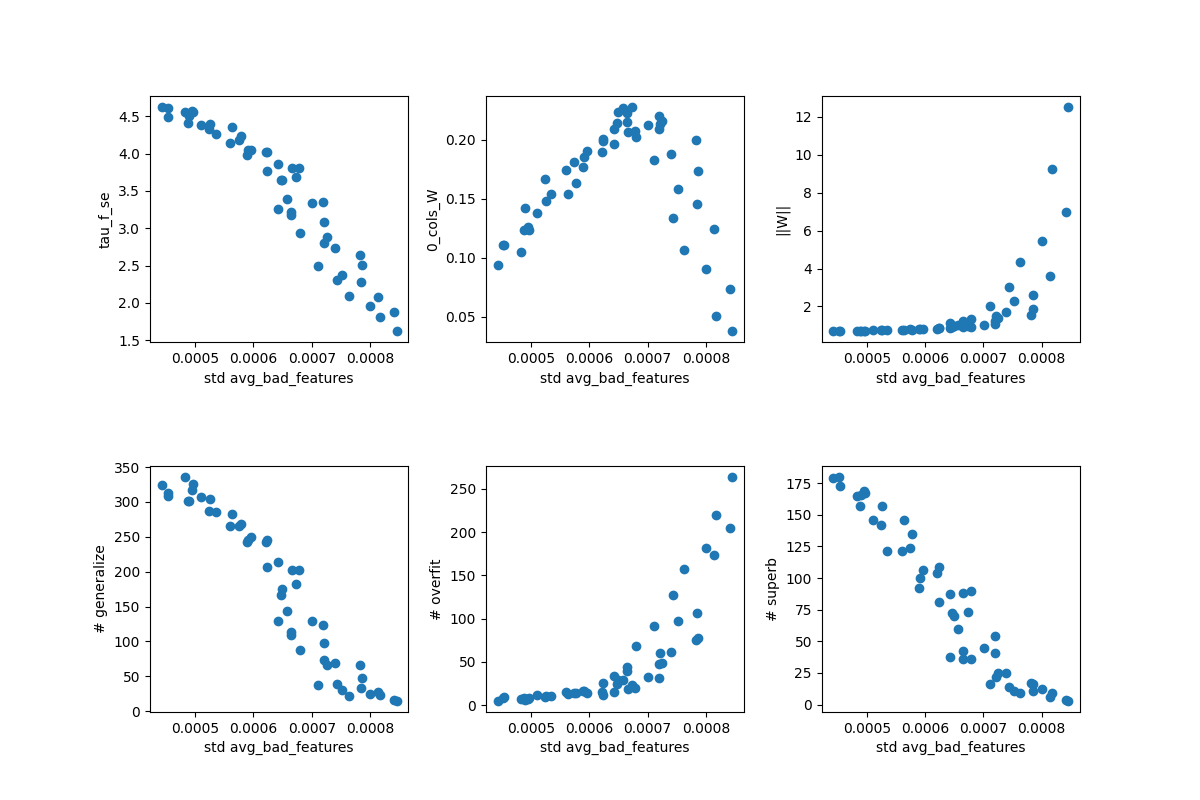 4.5
4.0
3.5
3.0
2.5
2.0
1.5
tau_f_se
0.0005 0.0006 0.0007 0.0008
std avg_bad_features
0.20
0.15
0.10
0.05
0_cols_W
0.0005 0.0006 0.0007 0.0008
std avg_bad_features
12
10
8
6
4
2
||W||
0.0005 0.0006 0.0007 0.0008
std avg_bad_features
350
300
250
200
150
100
50
0
# generalize
0.0005 0.0006 0.0007 0.0008
std avg_bad_features
250
200
150
100
50
0
# overfit
0.0005 0.0006 0.0007 0.0008
std avg_bad_features
175
150
125
100
75
50
25
0
# superb
0.0005 0.0006 0.0007 0.0008
std avg_bad_features